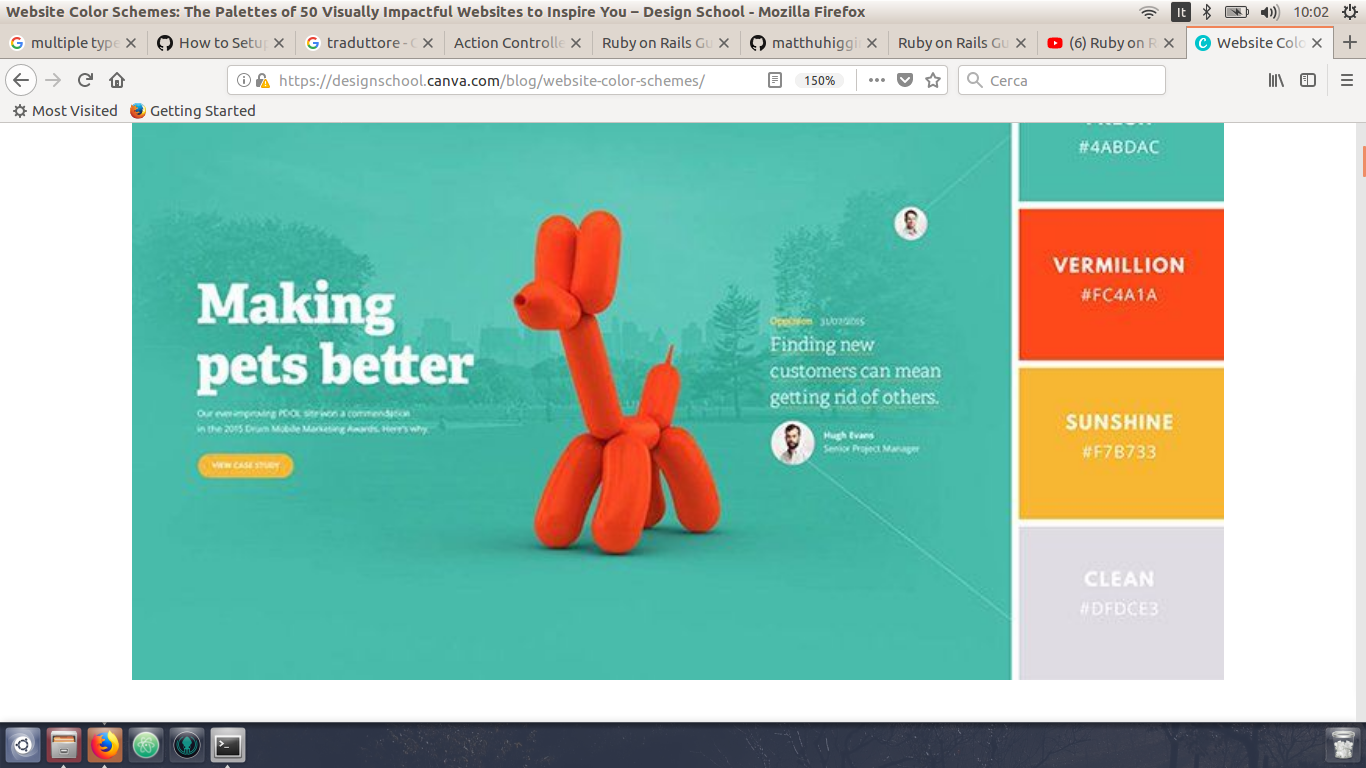 Website Color Schemes: The Palettes of 50 Visually Impactful Websites to Inspire You – Design School - Mozilla Firefox
It
10:02
multiple type
How to Setup
traduttore - G
Action Controlle
Ruby on Rails Gu
matthuhiggi
Ruby on Rails Gu
(6) Ruby on R
Website Colo
https://designschool.canva.com/blog/website-color-schemes/
150%
Cerca
Most Visited
Getting Started
Making
pets better
Our ever-improving PDOL site won a commendation
in the 2015 Drum Mobile Marketing Awards. Here's why.
VIEW CASE STUDY
31/07/2015
Finding new
customers can mean
getting rid of others.
Hugh Evans
Senior Project Manager
#4ABDAC
VERMILLION
#FC4A1A
SUNSHINE
#F7B733
CLEAN
#DFDCE3